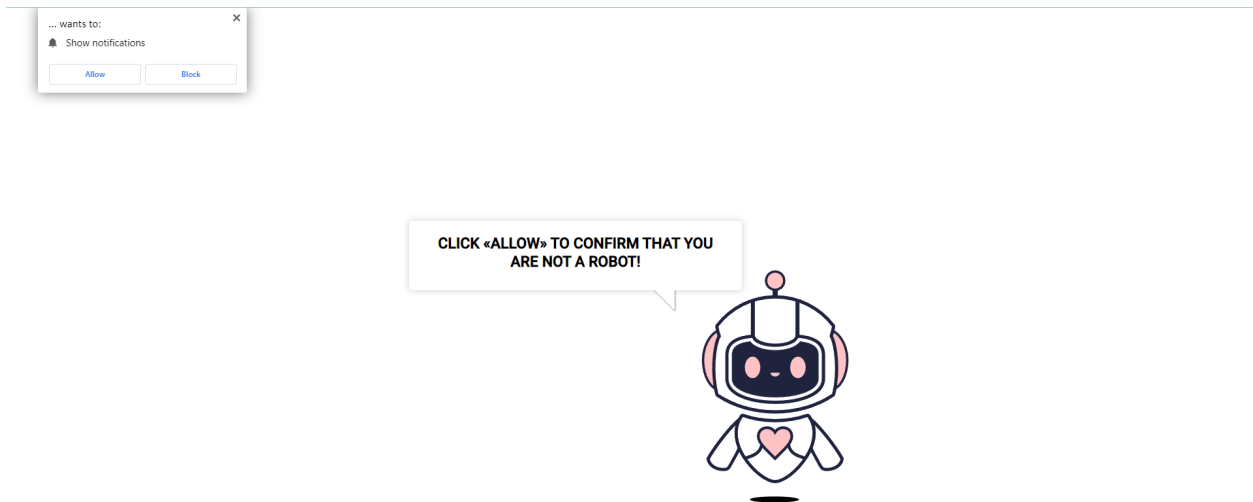 ... wants to:
Show notifications
Allow
Block
CLICK «ALLOW» TO CONFIRM THAT YOU
ARE NOT A ROBOT!